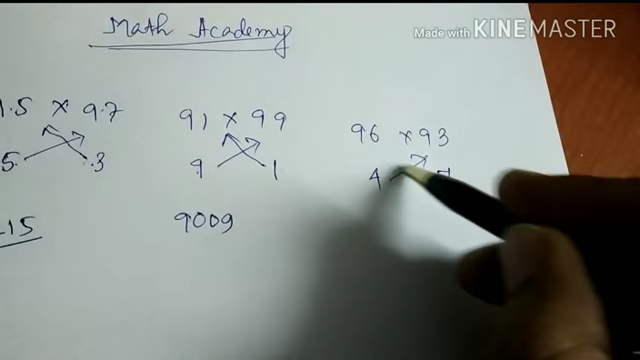 Made with KINEMASTER
Math Academy
.5 × 9.7
91 × 99
96 × 93
5. .3
9 1
4 7
.15
9009